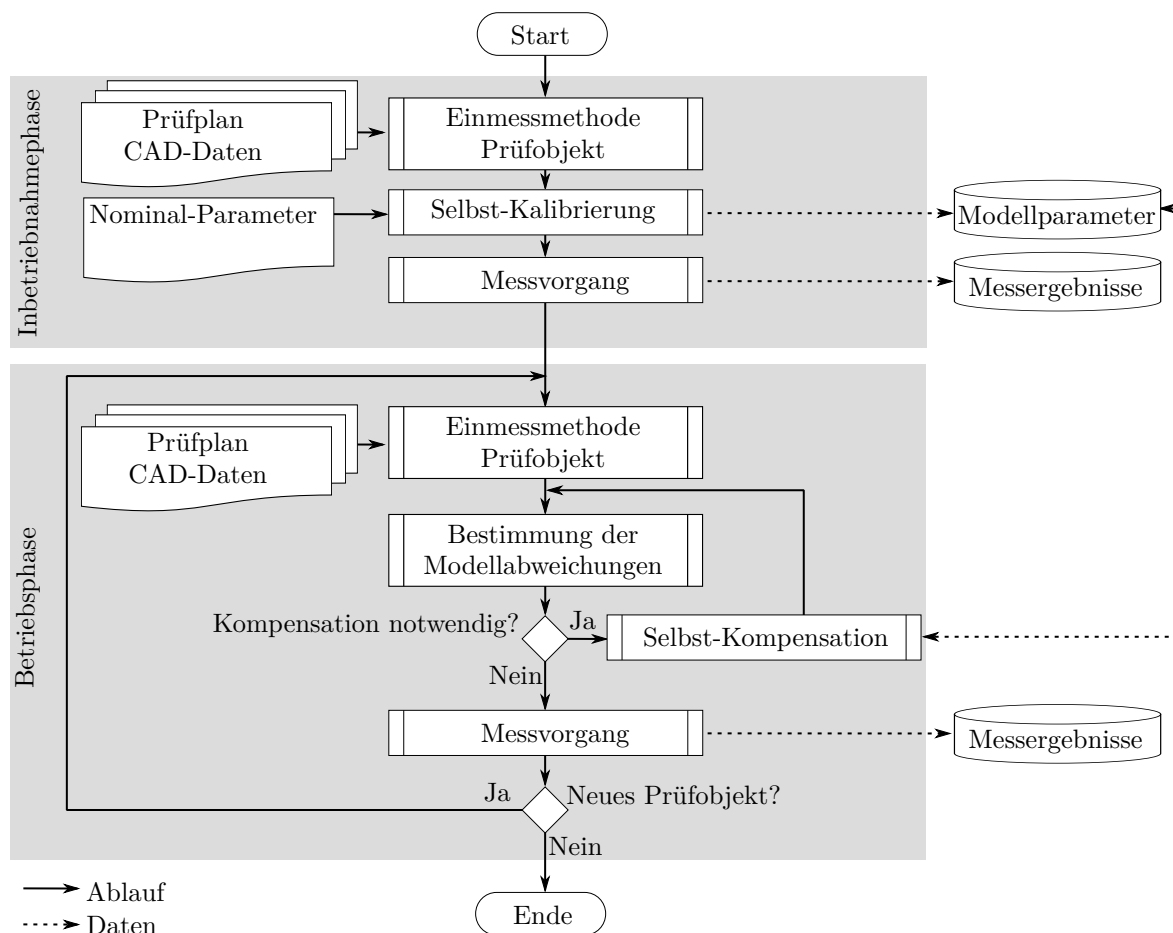 Start
Inbetriebnahmephase
Prüfplan
CAD-Daten
Einmessmethode
Prüfobjekt
Nominal-Parameter
Selbst-Kalibrierung
Modellparameter
Messvorgang
Messergebnisse
Betriebsphase
Prüfplan
CAD-Daten
Einmessmethode
Prüfobjekt
Bestimmung der
Modellabweichungen
Kompensation notwendig?
Ja
Selbst-Kompensation
Nein
Messvorgang
Messergebnisse
Ja
Neues Prüfobjekt?
Nein
Ablauf
Ende
Daten